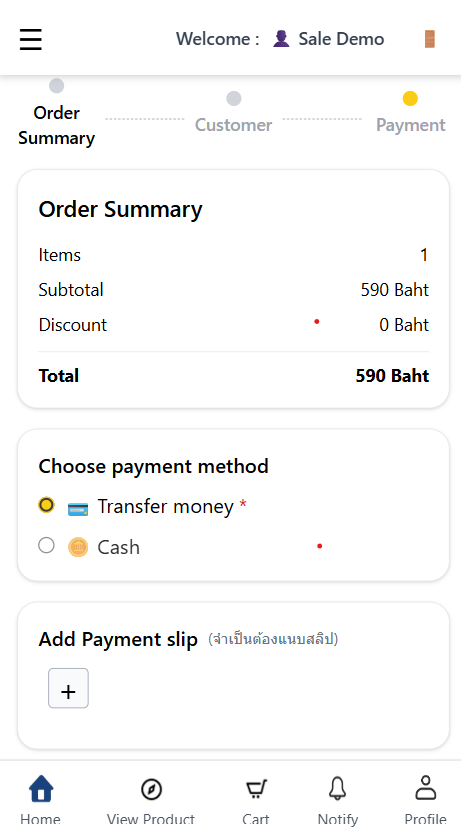 Welcome : Sale Demo
Order
Summary
Customer
Payment
Order Summary
Items 1
Subtotal 590 Baht
Discount 0 Baht
Total 590 Baht
Choose payment method
Transfer money *
Cash
Add Payment slip (จำเป็นต้องแนบสลิป)
+
Home View Product Cart Notify Profile